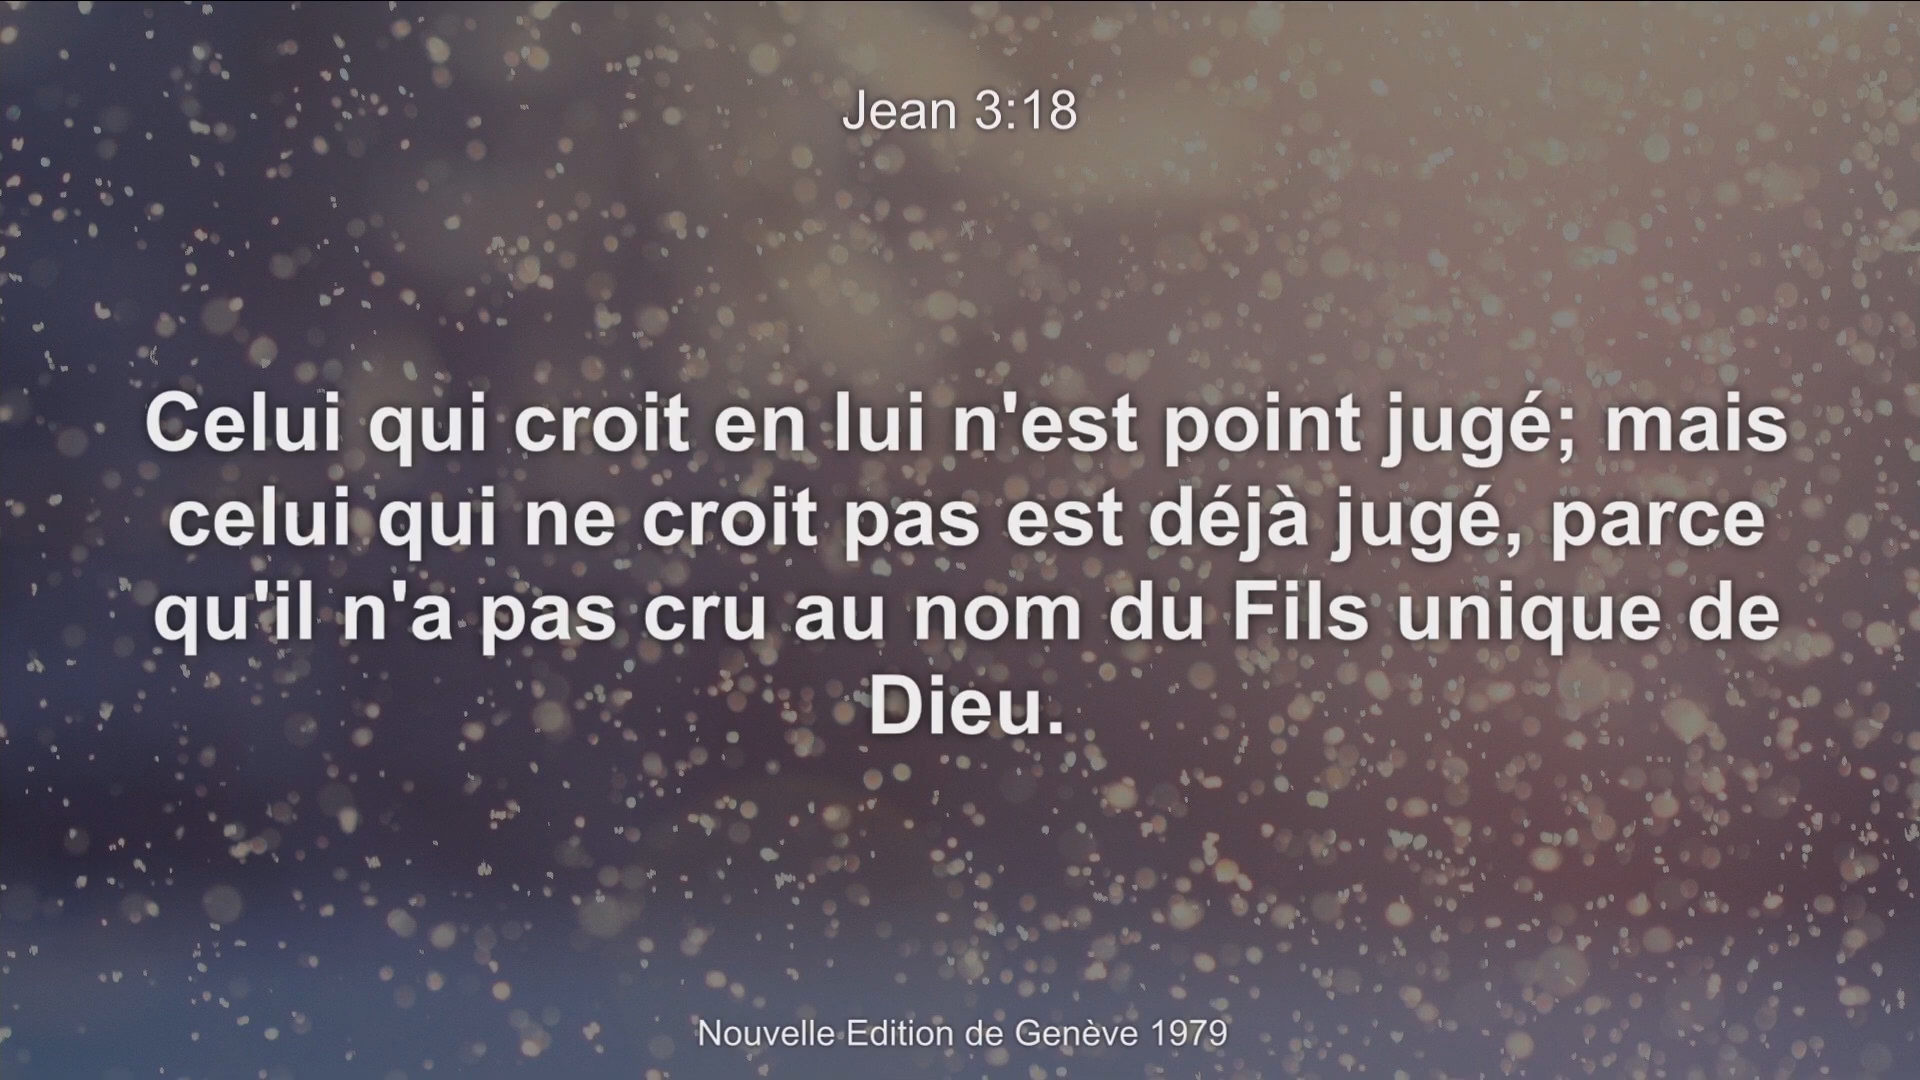 Jean 3:18
Celui qui croit en lui n'est point jugé; mais
celui qui ne croit pas est déjà jugé, parce
qu'il n'a pas cru au nom du Fils unique de
Dieu.
Nouvelle Edition de Genève 1979